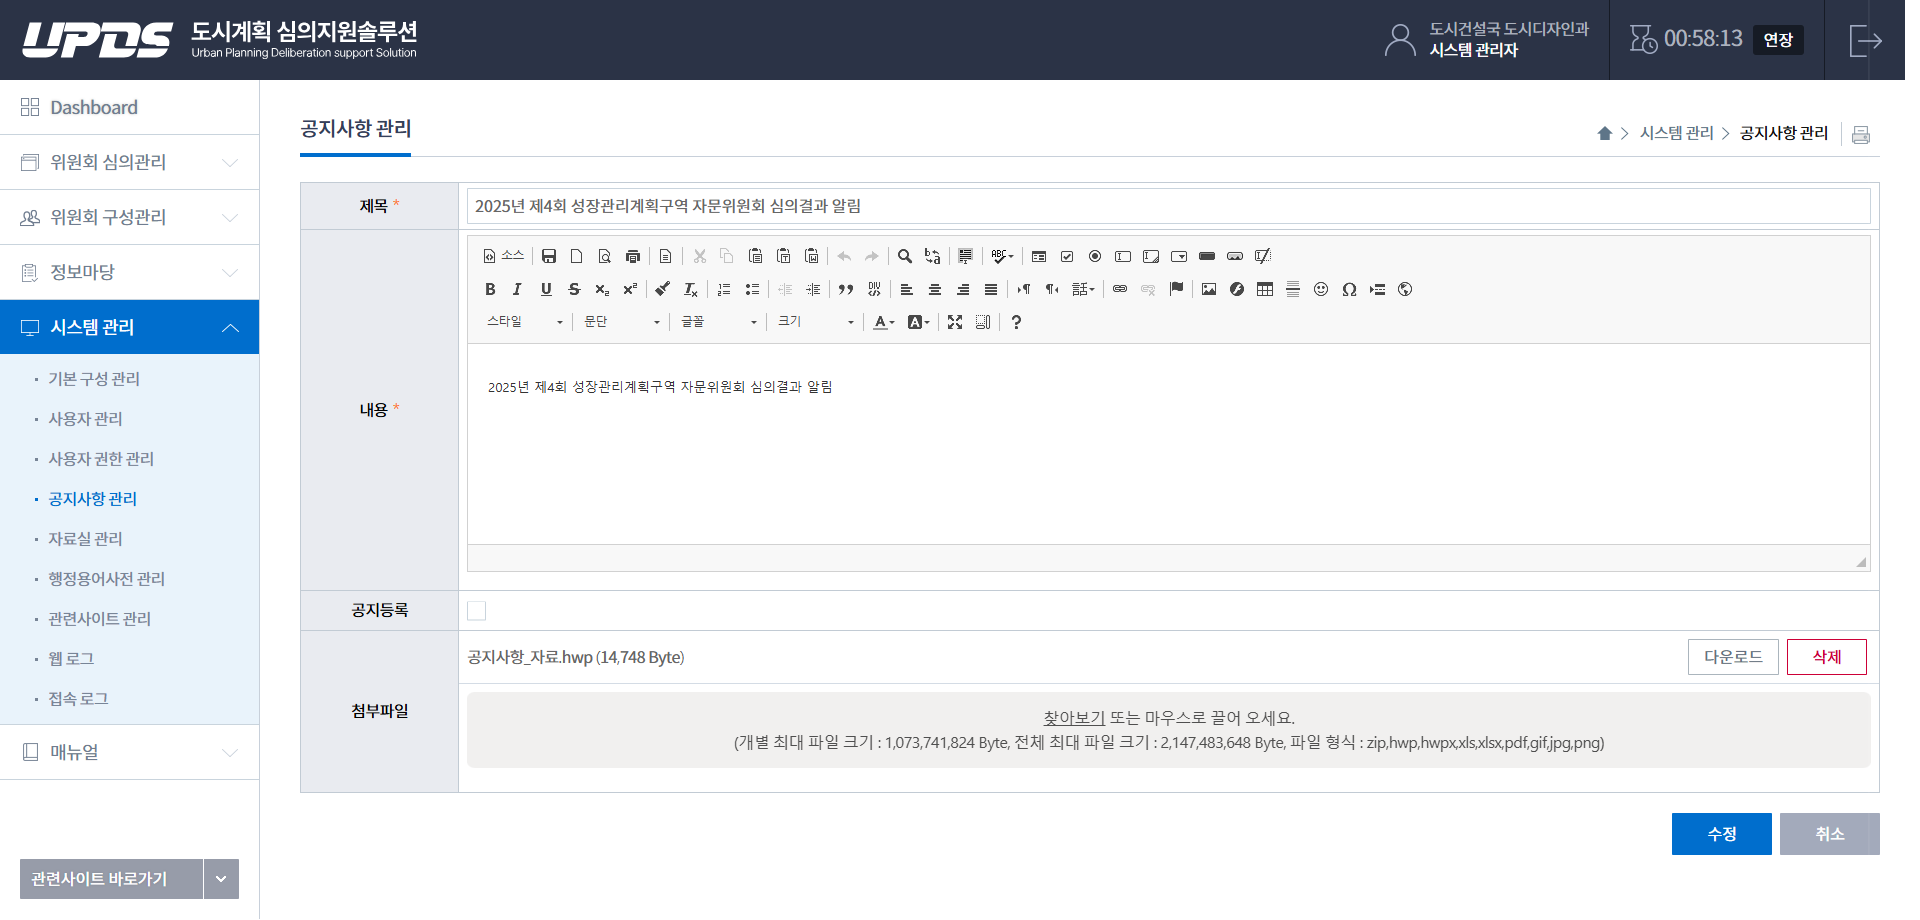 UPDS 도시계획 심의지원솔루션
Urban Planning Deliberation support Solution
도시건설국 도시디자인과
시스템 관리자
00:58:13 연장
Dashboard
위원회 심의관리
위원회 구성관리
정보마당
시스템 관리
· 기본 구성 관리
· 사용자 관리
· 사용자 권한 관리
· 공지사항 관리
· 자료실 관리
· 행정용어사전 관리
· 관련사이트 관리
· 웹 로그
· 접속 로그
매뉴얼
관련사이트 바로가기
공지사항 관리
시스템 관리 > 공지사항 관리
제목 *
2025년 제4회 성장관리계획구역 자문위원회 심의결과 알림
내용 *
소스
스타일 문단 글꼴 크기
2025년 제4회 성장관리계획구역 자문위원회 심의결과 알림
공지등록
첨부파일
공지사항_자료.hwp (14,748 Byte)
다운로드 삭제
찾아보기 또는 마우스로 끌어 오세요.
(개별 최대 파일 크기 : 1,073,741,824 Byte, 전체 최대 파일 크기 : 2,147,483,648 Byte, 파일 형식 : zip,hwp,hwpx,xls,xlsx,pdf,gif,jpg,png)
수정 취소